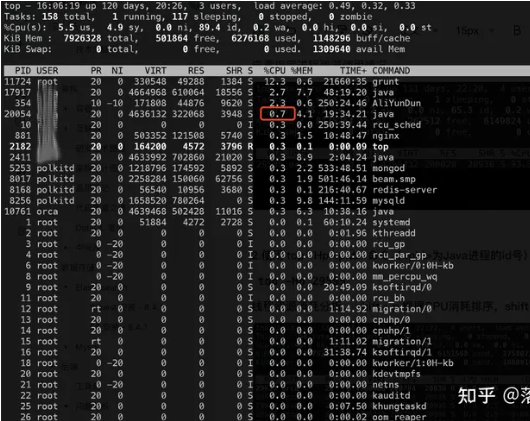 top - 16:06:19 up 120 days, 20:26, 3 users, load average: 0.49, 0.32, 0.33
Tasks: 158 total, 1 running, 117 sleeping, 0 stopped, 0 zombie
%Cpu(s): 5.5 us, 4.9 sy, 0.0 ni, 89.4 id, 0.2 wa, 0.0 hi, 0.0 si, 0.0 st
KiB Mem : 7926328 total, 501864 free, 6276168 used, 1148296 buff/cache
KiB Swap: 0 total, 0 free, 0 used. 1309640 avail Mem
PID USER PR NI VIRT RES SHR S %CPU %MEM TIME+ COMMAND
11724 root 20 0 330548 49288 1384 S 12.3 0.6 21660:35 grunt
17917 20 0 4664968 610064 18556 S 2.7 7.7 48:19.20 java
354 10 -10 171808 44876 9620 S 2.3 0.6 250:24.46 AliYunDun
20054 20 0 4636132 322068 3948 S 0.7 4.1 19:34.21 java
10 20 0 0 0 0 I 0.3 0.0 250:39.44 rcu_sched
881 20 0 503352 121508 5740 S 0.3 1.5 10:48.47 nginx
2182 20 0 164200 4572 3796 R 0.3 0.1 0:00.09 top
2411 20 0 4633992 702860 21020 S 0.3 8.9 2:04.24 java
5253 polkitd 20 0 1218796 174592 5892 S 0.3 2.2 533:48.51 mongod
8017 polkitd 20 0 2258284 150060 62756 S 0.3 1.9 501:46.14 beam.smp
8168 polkitd 20 0 56540 10956 3680 S 0.3 0.1 216:40.67 redis-server
8256 polkitd 20 0 1658520 780264 S 0.3 9.8 144:11.59 mysqld
10761 orca 20 0 4639468 502428 11016 S 0.3 6.3 10:38.16 java
1 root 20 0 51884 4272 2728 S 0.0 0.1 60:10.24 systemd
2 root 20 0 0 0 0 S 0.0 0.0 0:01.96 kthreadd
3 root 0 -20 0 0 0 I 0.0 0.0 0:00.00 rcu_gp
4 root 0 -20 0 0 0 I 0.0 0.0 0:00.00 rcu_par_gp
6 root 0 -20 0 0 0 I 0.0 0.0 0:00.00 kworker/0:0H-kb
8 root 0 -20 0 0 0 I 0.0 0.0 0:00.00 mm_percpu_wq
9 root 20 0 0 0 0 S 0.0 0.0 20:49.09 ksoftirqd/0
11 root 20 0 0 0 0 I 0.0 0.0 0:00.00 rcu_bh
12 root rt 0 0 0 0 S 0.0 0.0 1:14.92 migration/0
13 root 20 0 0 0 0 S 0.0 0.0 0:00.00 cpuhp/0
14 root 20 0 0 0 0 S 0.0 0.0 0:00.00 cpuhp/1
15 root rt 0 0 0 0 S 0.0 0.0 1:11.02 migration/1
16 root 20 0 0 0 0 S 0.0 0.0 31:38.74 ksoftirqd/1
18 root 0 -20 0 0 0 I 0.0 0.0 0:00.00 kworker/1:0H-kb
20 root 20 0 0 0 0 S 0.0 0.0 0:00.00 kdevtmpfs
21 root 0 -20 0 0 0 I 0.0 0.0 0:00.00 netns
22 root 20 0 0 0 0 S 0.0 0.0 0:00.02 kauditd
25 root 20 0 0 0 0 S 0.0 0.0 0:07.50 khungtaskd
26 root 20 0 0 0 0 S 0.0 0.0 0:00.00 oom_reaper
知乎 @落